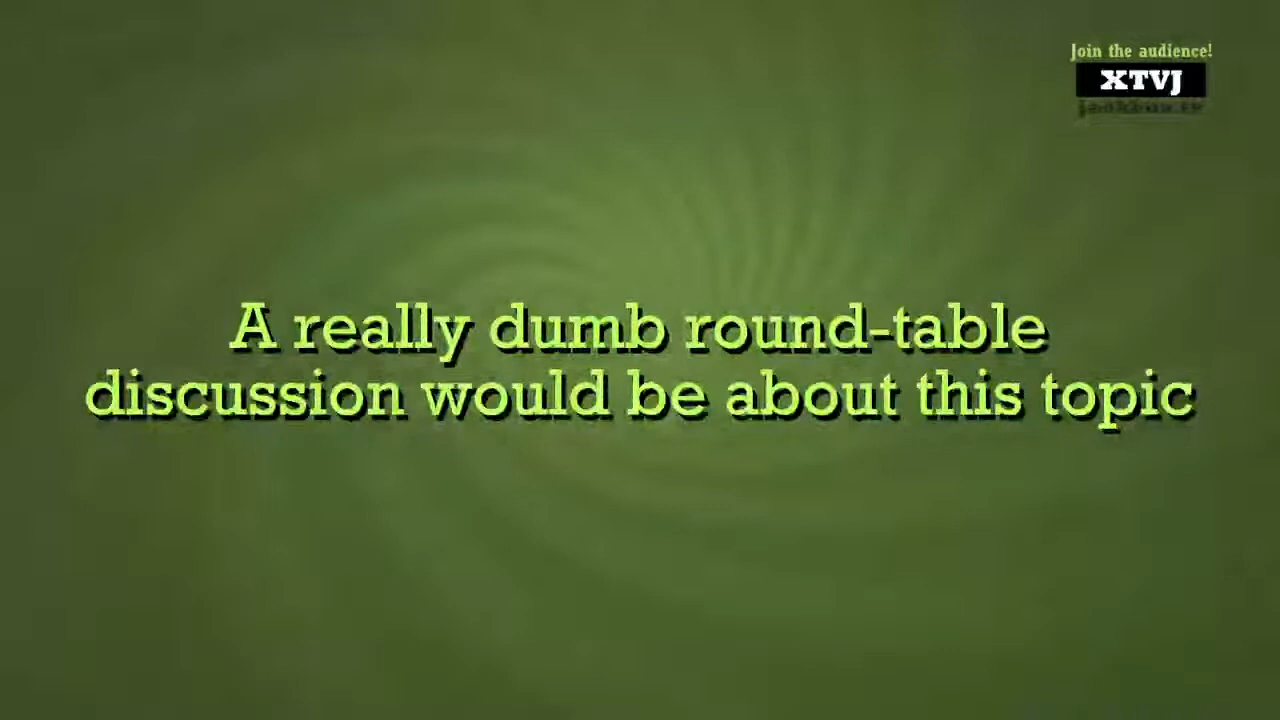 Join the audience!
XTVJ
A really dumb round-table
discussion would be about this topic